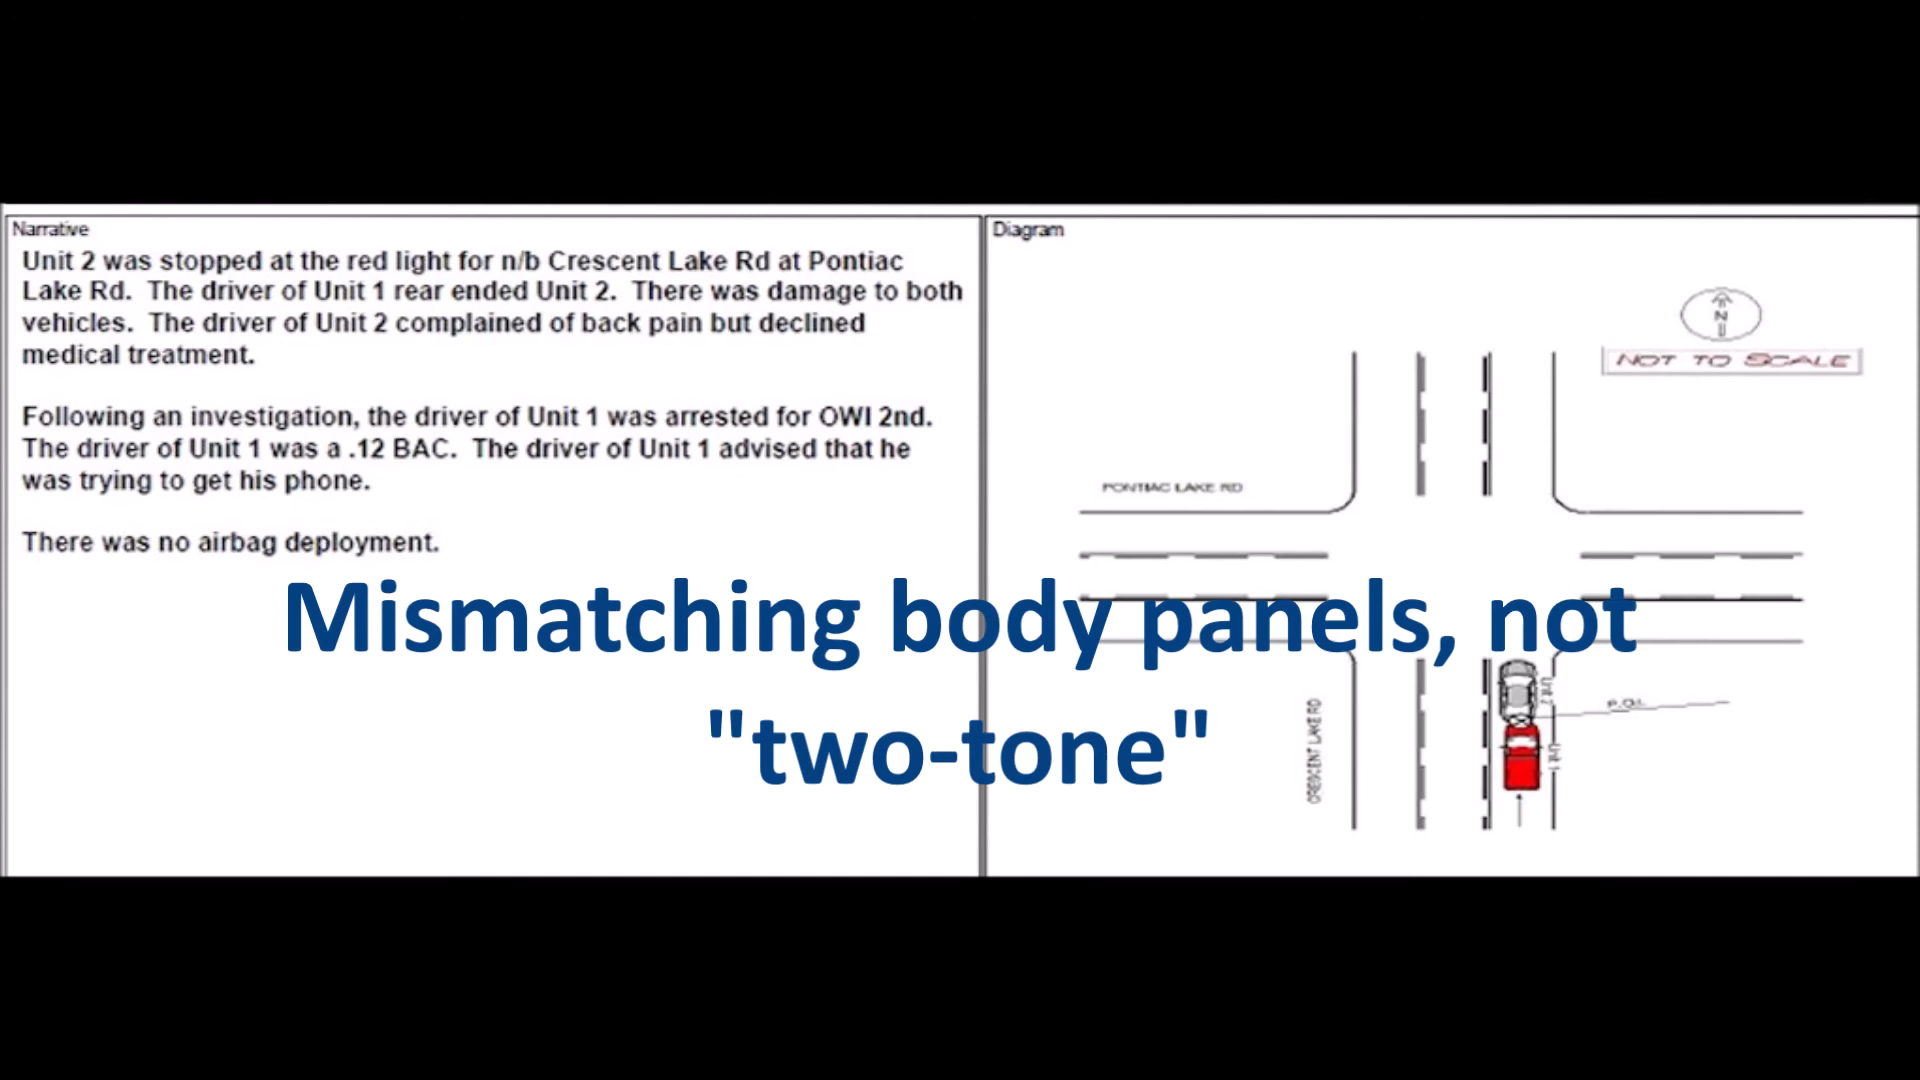 Narrative
Unit 2 was stopped at the red light for n/b Crescent Lake Rd at Pontiac
Lake Rd. The driver of Unit 1 rear ended Unit 2. There was damage to both
vehicles. The driver of Unit 2 complained of back pain but declined
medical treatment.
Following an investigation, the driver of Unit 1 was arrested for OWI 2nd.
The driver of Unit 1 was a .12 BAC. The driver of Unit 1 advised that he
was trying to get his phone.
There was no airbag deployment.
Diagram
N
NOT TO SCALE
PONTIAC LAKE RD
CRESCENT LAKE RD
Unit 2
P.O.I.
Unit 1
Mismatching body panels, not
"two-tone"